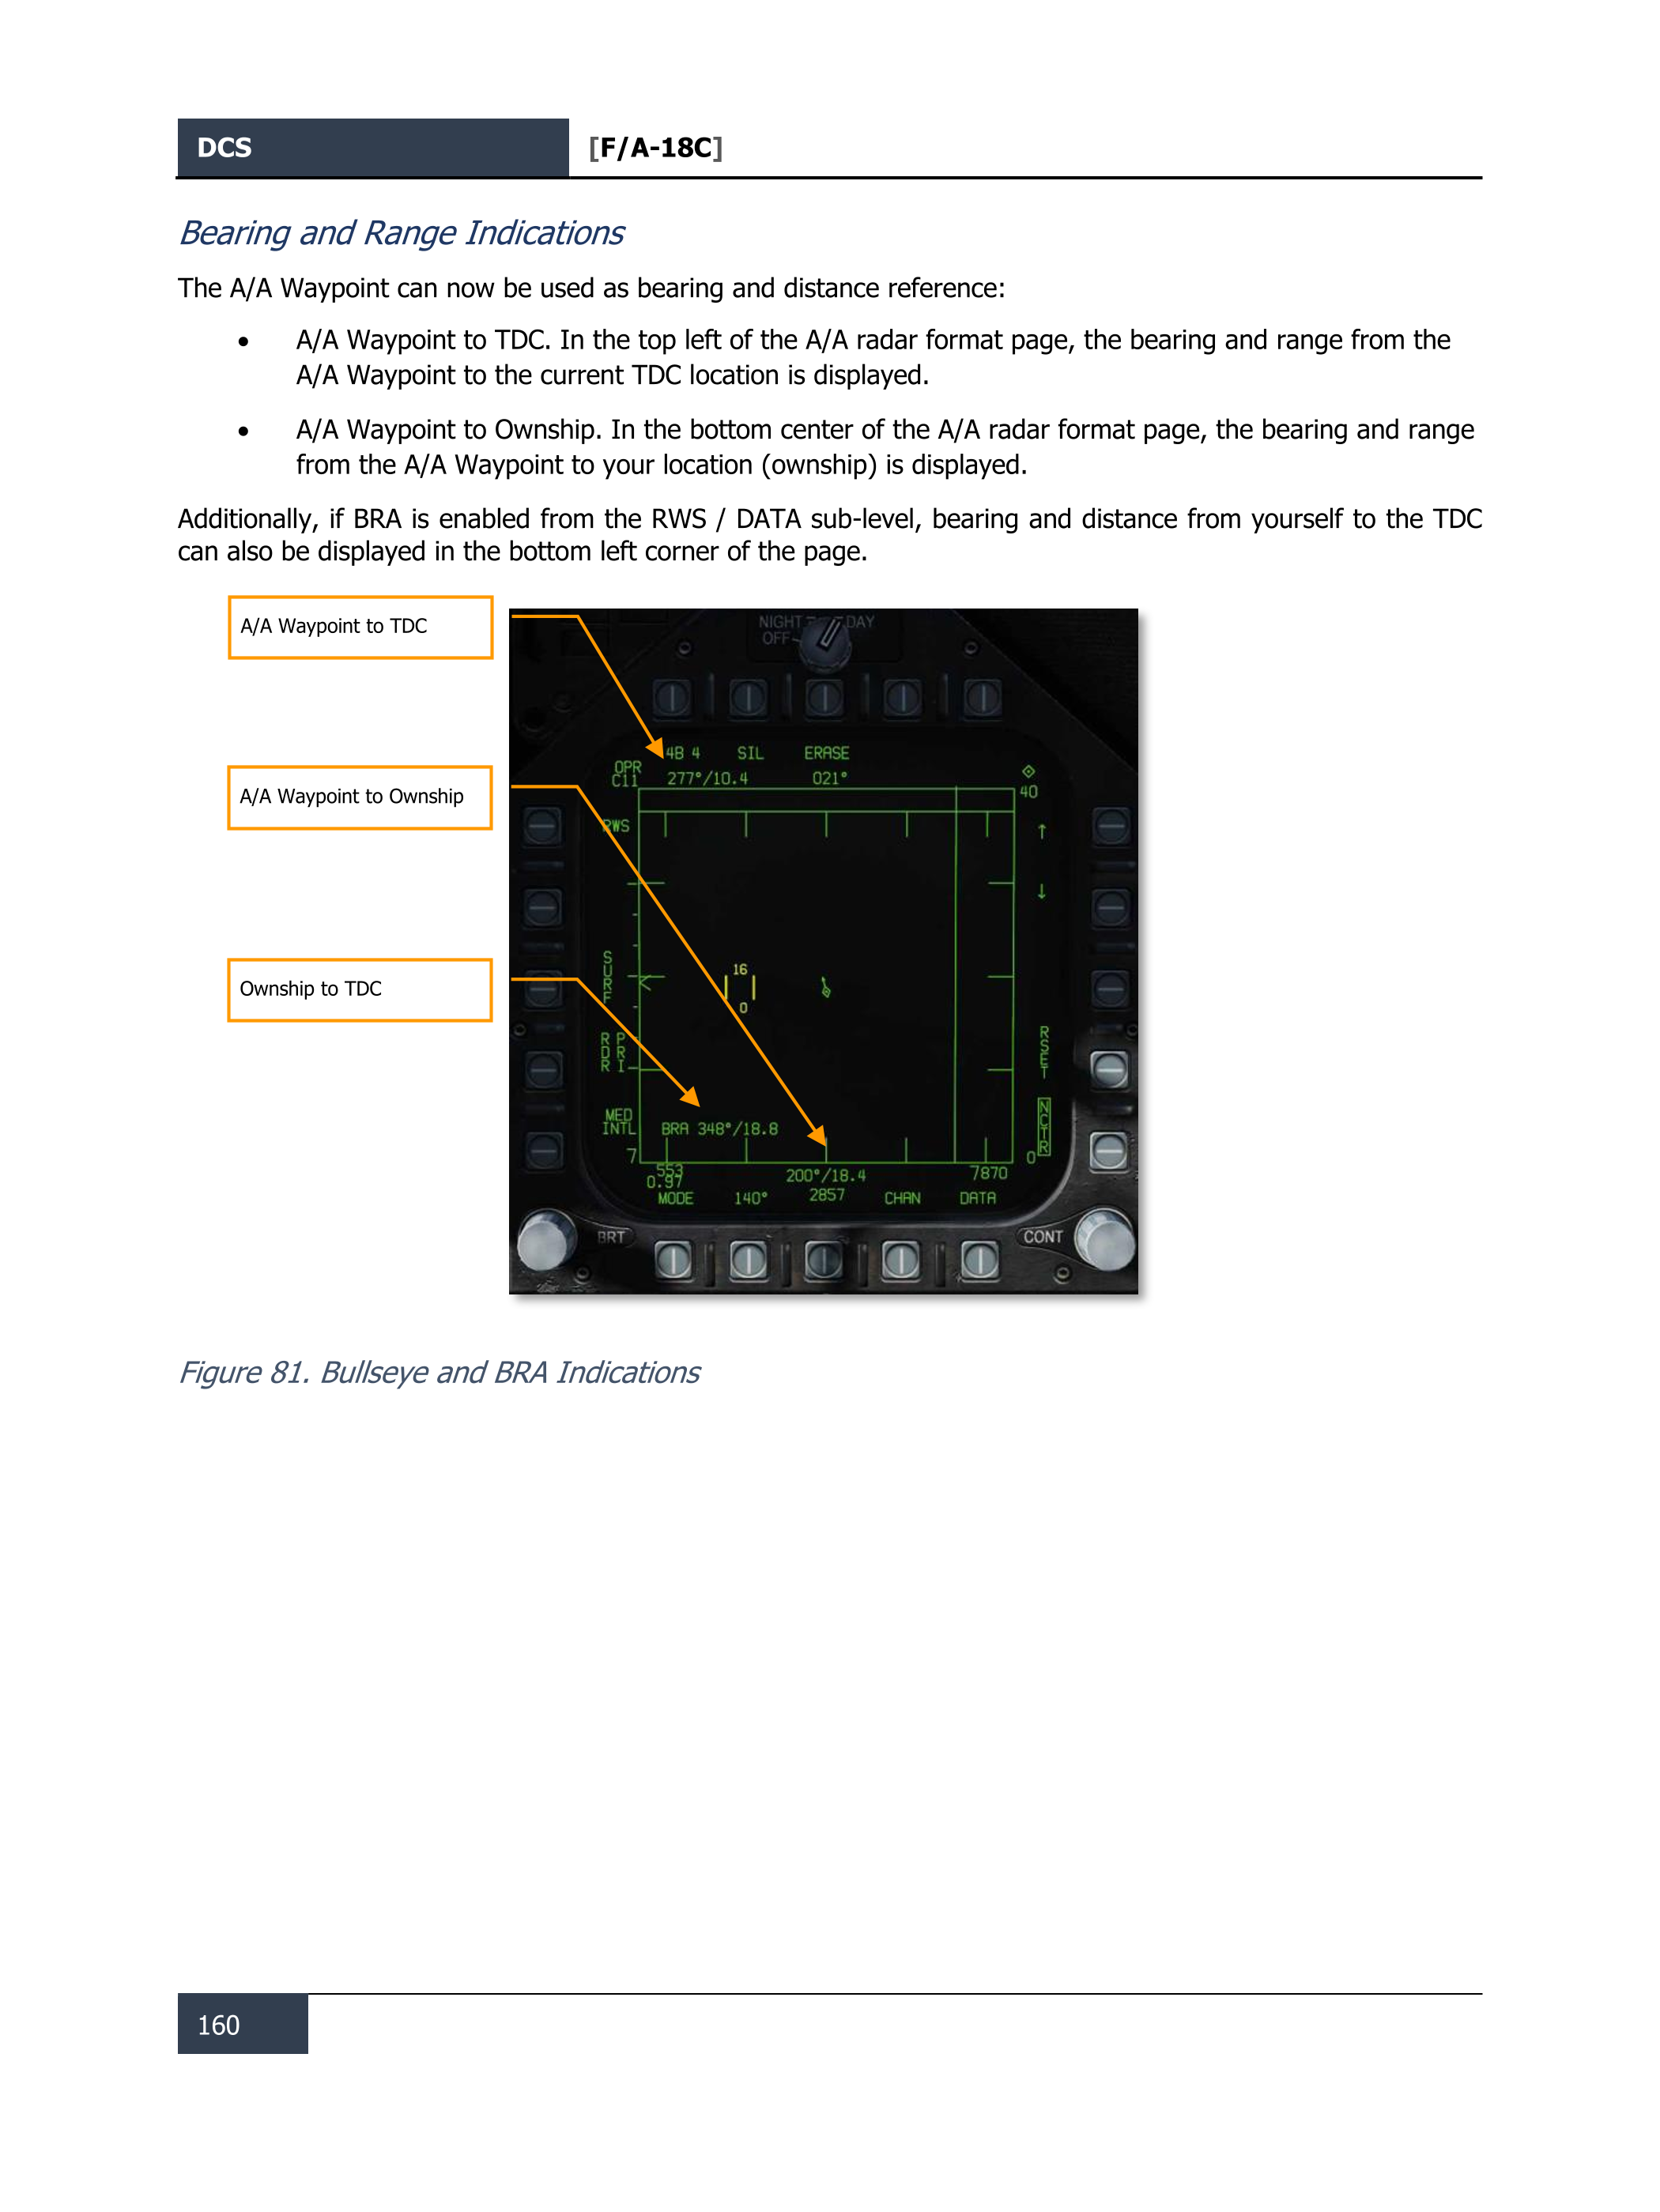 DCS [F/A-18C]
Bearing and Range Indications
The A/A Waypoint can now be used as bearing and distance reference:
• A/A Waypoint to TDC. In the top left of the A/A radar format page, the bearing and range from the
A/A Waypoint to the current TDC location is displayed.
• A/A Waypoint to Ownship. In the bottom center of the A/A radar format page, the bearing and range
from the A/A Waypoint to your location (ownship) is displayed.
Additionally, if BRA is enabled from the RWS / DATA sub-level, bearing and distance from yourself to the TDC
can also be displayed in the bottom left corner of the page.
A/A Waypoint to TDC
A/A Waypoint to Ownship
Ownship to TDC
NIGHT DAY
OFF
4B 4 SIL ERASE
OPR
C11 277°/10.4 021°
40
RWS
SURF
16
0
RDR PRI
RSET
MED
INTL
BRA 348°/18.8
NCTR
7
0
553
0.97
200°/18.4
7870
MODE 140° 2857 CHAN DATA
BRT CONT
Figure 81. Bullseye and BRA Indications
160